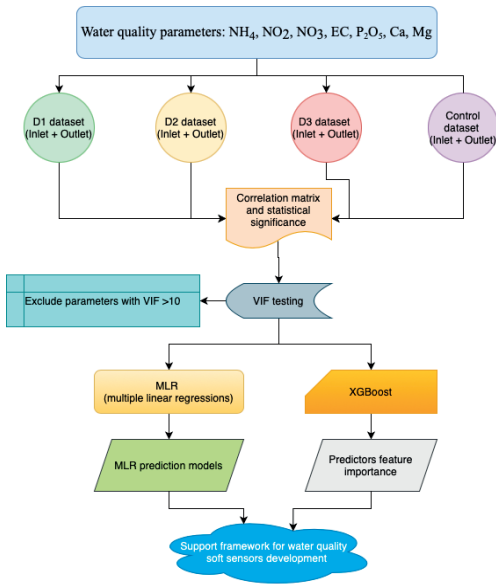 Water quality parameters: NH₄, NO₂, NO₃, EC, P₂O₅, Ca, Mg
D1 dataset
(Inlet + Outlet)
D2 dataset
(Inlet + Outlet)
D3 dataset
(Inlet + Outlet)
Control
dataset
(Inlet + Outlet)
Correlation matrix
and statistical
significance
Exclude parameters with VIF >10
VIF testing
MLR
(multiple linear regressions)
XGBoost
MLR prediction models
Predictors feature
importance
Support framework for water quality
soft sensors development